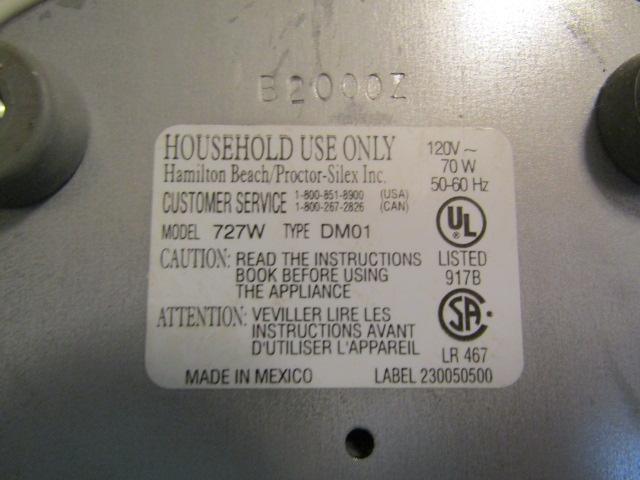 B2000Z
HOUSEHOLD USE ONLY
Hamilton Beach/Proctor-Silex Inc.
CUSTOMER SERVICE 1-800-851-8900 (USA)
1-800-267-2826 (CAN)
MODEL 727W TYPE DM01
CAUTION: READ THE INSTRUCTIONS
BOOK BEFORE USING
THE APPLIANCE
ATTENTION: VEVILLER LIRE LES
INSTRUCTIONS AVANT
D'UTILISER L'APPAREIL
120V ~
70 W
50-60 Hz
UL ®
LISTED
917B
SA
LR 467
MADE IN MEXICO LABEL 230050500